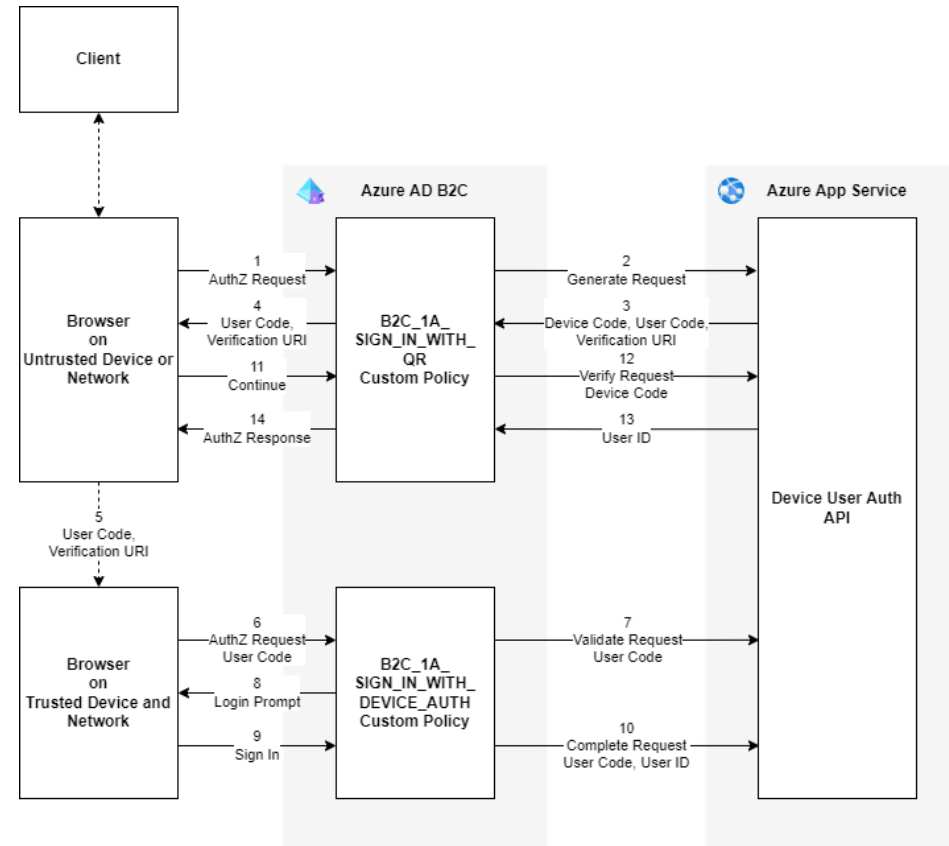 Client
Azure AD B2C
Azure App Service
1
AuthZ Request
2
Generate Request
4
User Code,
Verification URI
3
Device Code, User Code,
Verification URI
Browser
on
Untrusted Device or
Network
B2C_1A_
SIGN_IN_WITH_
QR
Custom Policy
11
Continue
12
Verify Request
Device Code
14
AuthZ Response
13
User ID
Device User Auth
API
5
User Code,
Verification URI
6
AuthZ Request
User Code
7
Validate Request
User Code
Browser
on
Trusted Device and
Network
8
Login Prompt
B2C_1A_
SIGN_IN_WITH_
DEVICE_AUTH
Custom Policy
9
Sign In
10
Complete Request
User Code, User ID